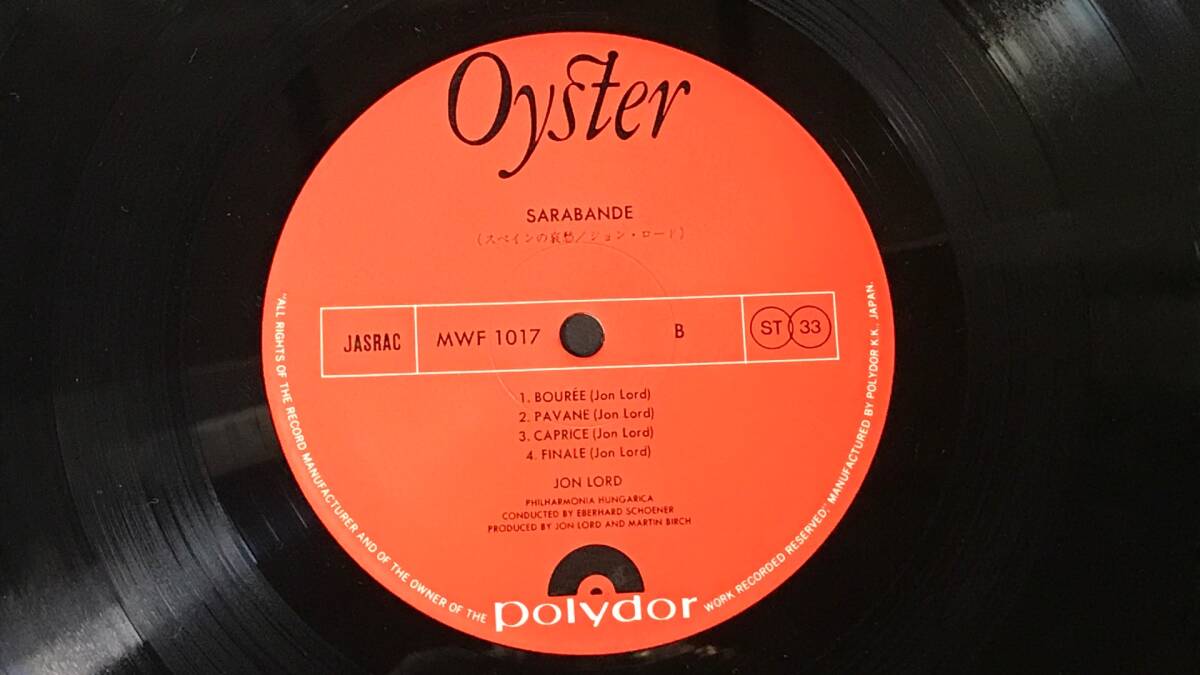 Oyster
SARABANDE
(スペインの哀愁/ジョン・ロード)
JASRAC MWF 1017 B ST 33
1. BOURÉE (Jon Lord)
2. PAVANE (Jon Lord)
3. CAPRICE (Jon Lord)
4. FINALE (Jon Lord)
JON LORD
PHILHARMONIA HUNGARICA
CONDUCTED BY EBERHARD SCHOENER
PRODUCED BY JON LORD AND MARTIN BIRCH
polydor
"ALL RIGHTS OF THE RECORD MANUFACTURER AND OF THE OWNER OF THE WORK RECORDED RESERVED; MANUFACTURED BY POLYDOR K.K., JAPAN.